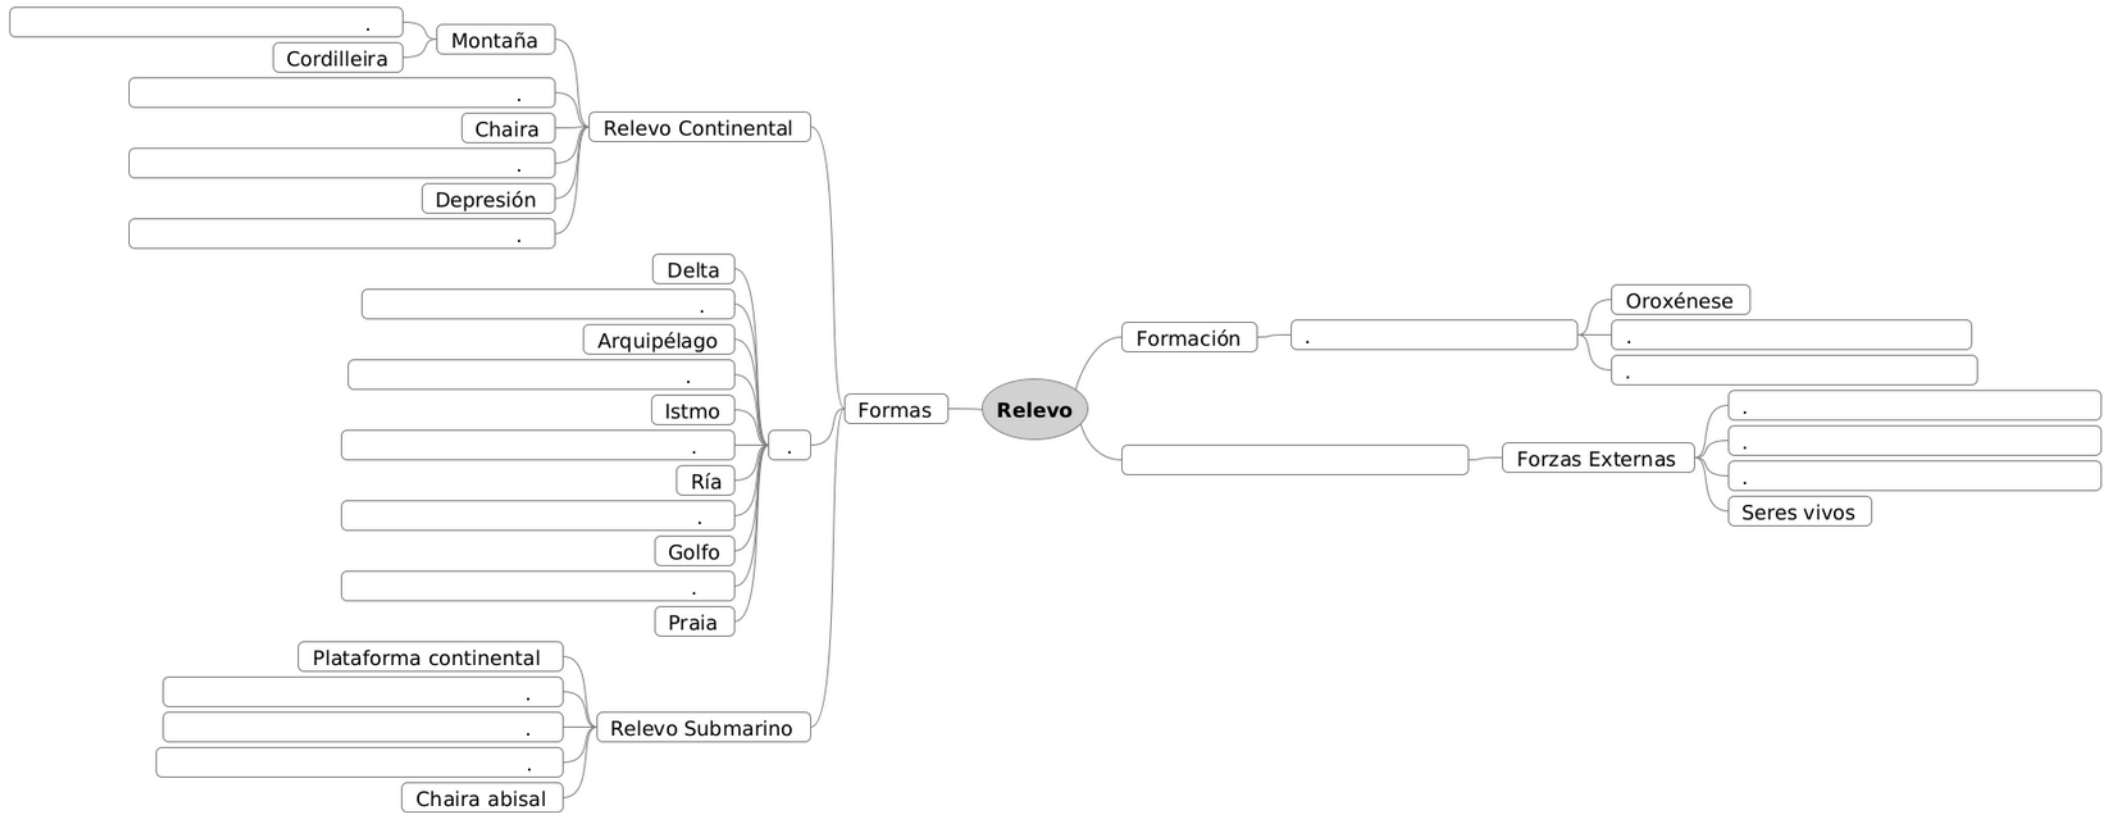 .
Montaña
Cordilleira
.
Chaira
Relevo Continental
.
Depresión
.
Delta
.
Arquipélago
.
Istmo
.
.
Ría
.
Golfo
.
Praia
Plataforma continental
.
.
Relevo Submarino
.
Chaira abisal
Formas
Relevo
Formación
.
Oroxénese
.
.
Forzas Externas
.
.
.
Seres vivos